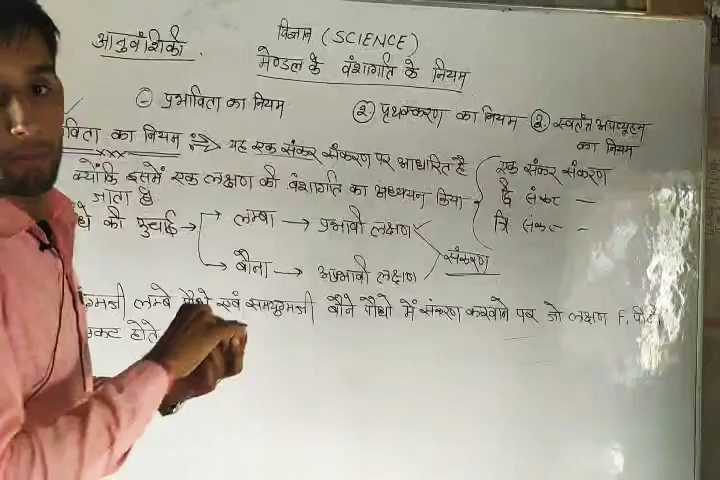 विज्ञान (SCIENCE)
आनुवंशिकी
मेण्डल के वंशागति के नियम
① प्रभाविता का नियम ② पृथक्करण का नियम ③ स्वतंत्र अपव्यूहन का नियम
विता का नियम ⇒ यह एक संकर संकरण पर आधारित है
क्योंकि इसमें एक लक्षण की वंशागति का अध्ययन किया
जाता है
एक संकर संकरण
द्वि संकर —
त्रि संकर —
धे की → लम्बा → प्रभावी लक्षण
→ बौना → अप्रभावी लक्षण
संकरण
लम्बे पौधे एवं समयुग्मजी बौने पौधो में संकरण करवाने पर जो लक्षण F₁ पीढी
प्रकट होते